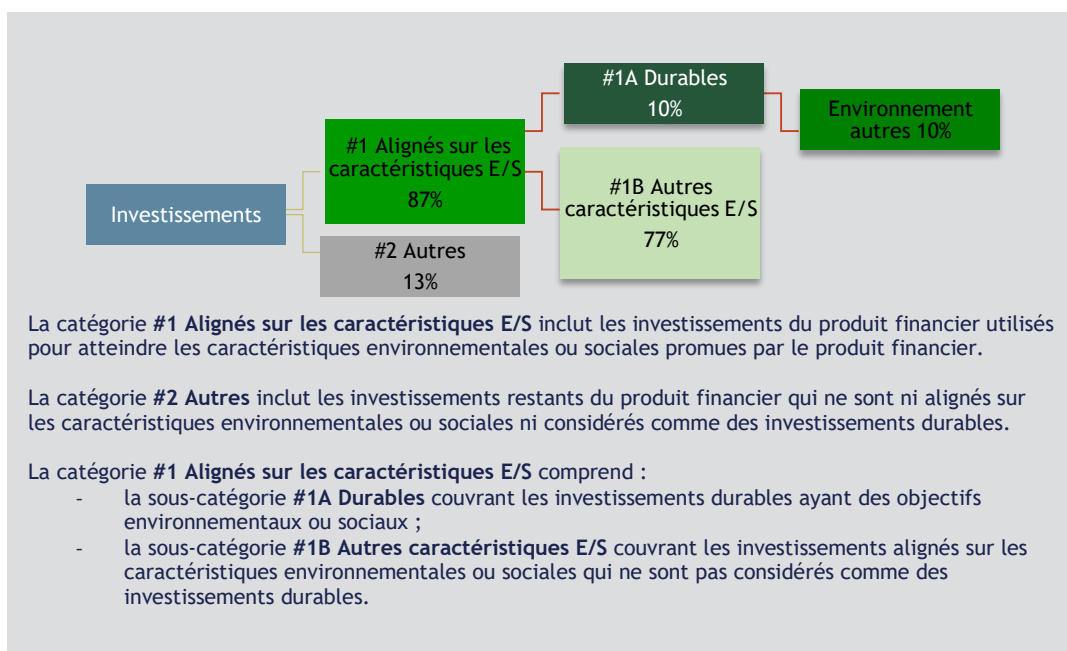 #1A Durables
10%
Environnement
autres 10%
#1 Alignés sur les
caractéristiques E/S
87%
#1B Autres
caractéristiques E/S
77%
Investissements
#2 Autres
13%
La catégorie #1 Alignés sur les caractéristiques E/S inclut les investissements du produit financier utilisés
pour atteindre les caractéristiques environnementales ou sociales promues par le produit financier.
La catégorie #2 Autres inclut les investissements restants du produit financier qui ne sont ni alignés sur
les caractéristiques environnementales ou sociales ni considérés comme des investissements durables.
La catégorie #1 Alignés sur les caractéristiques E/S comprend :
- la sous-catégorie #1A Durables couvrant les investissements durables ayant des objectifs
environnementaux ou sociaux ;
- la sous-catégorie #1B Autres caractéristiques E/S couvrant les investissements alignés sur les
caractéristiques environnementales ou sociales qui ne sont pas considérés comme des
investissements durables.